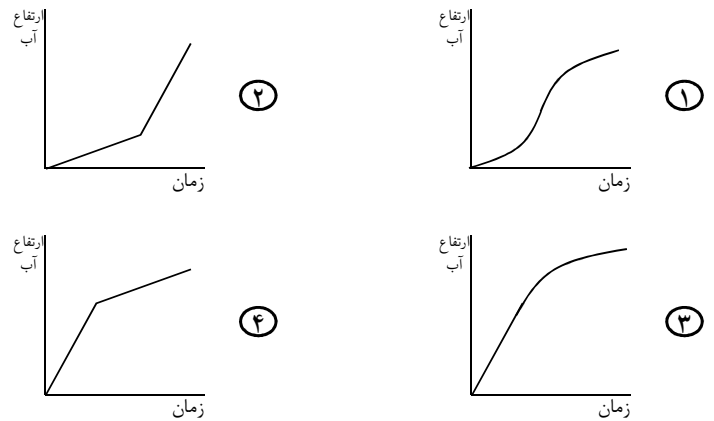 ارتفاع
آب
زمان
۱
ارتفاع
آب
زمان
۲
ارتفاع
آب
زمان
۳
ارتفاع
آب
زمان
۴